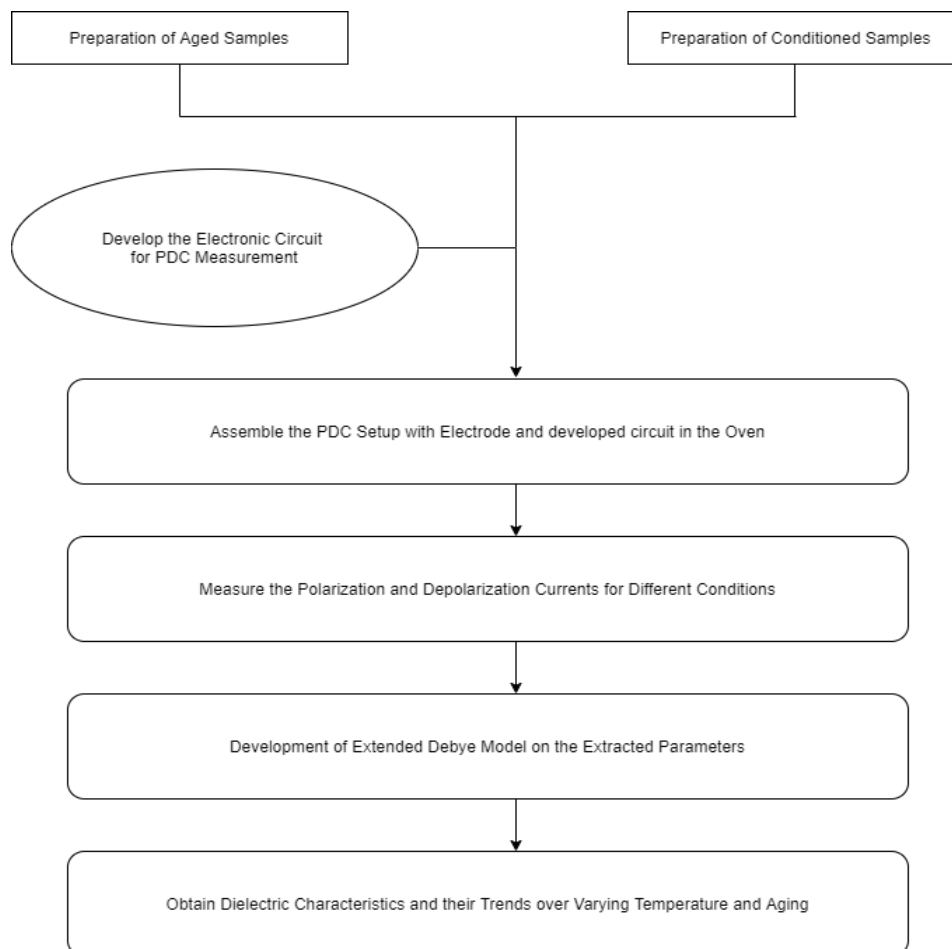 Preparation of Aged Samples
Preparation of Conditioned Samples
Develop the Electronic Circuit
for PDC Measurement
Assemble the PDC Setup with Electrode and developed circuit in the Oven
Measure the Polarization and Depolarization Currents for Different Conditions
Development of Extended Debye Model on the Extracted Parameters
Obtain Dielectric Characteristics and their Trends over Varying Temperature and Aging